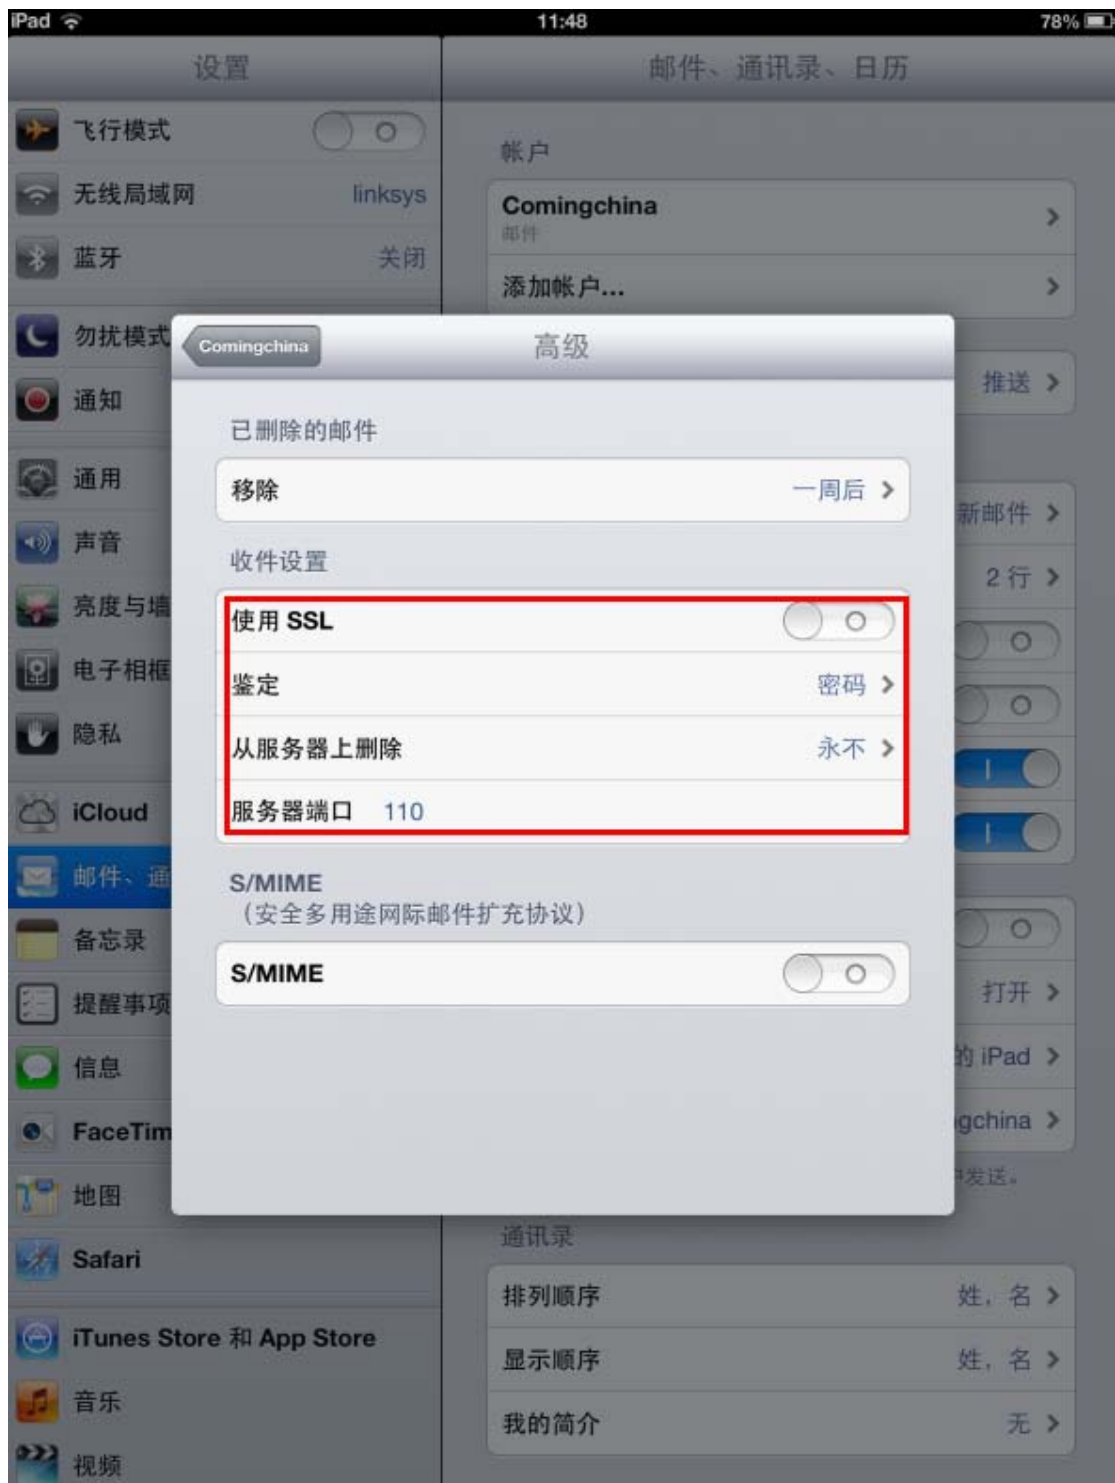 iPad
11:48
78%
设置
邮件、通讯录、日历
飞行模式
无线局域网 linksys
蓝牙 关闭
勿扰模式
通知
通用
声音
亮度与墙
电子相框
隐私
iCloud
邮件、通
备忘录
提醒事项
信息
FaceTim
地图
Safari
iTunes Store 和 App Store
音乐
视频
帐户
Comingchina
邮件
添加帐户...
推送
新邮件
2 行
打开
的 iPad
ngchina
户发送。
通讯录
排列顺序 姓，名
显示顺序 姓，名
我的简介 无
Comingchina
高级
已删除的邮件
移除 一周后
收件设置
使用 SSL
鉴定 密码
从服务器上删除 永不
服务器端口 110
S/MIME
（安全多用途网际邮件扩充协议）
S/MIME